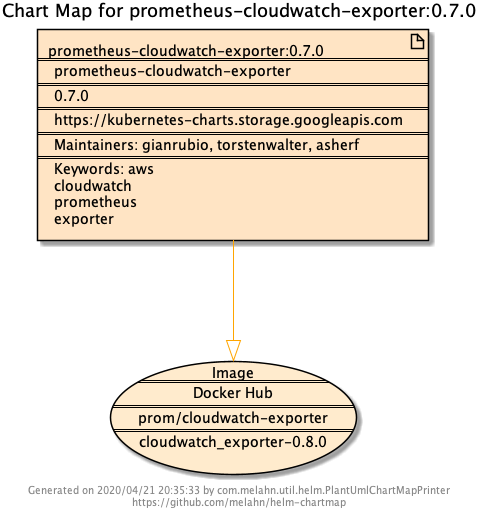 Chart Map for prometheus-cloudwatch-exporter:0.7.0
prometheus-cloudwatch-exporter:0.7.0
prometheus-cloudwatch-exporter
0.7.0
https://kubernetes-charts.storage.googleapis.com
Maintainers: gianrubio, torstenwalter, asherf
Keywords: aws
cloudwatch
prometheus
exporter
Image
Docker Hub
prom/cloudwatch-exporter
cloudwatch_exporter-0.8.0
Generated on 2020/04/21 20:35:33 by com.melahn.util.helm.PlantUmlChartMapPrinter
https://github.com/melahn/helm-chartmap